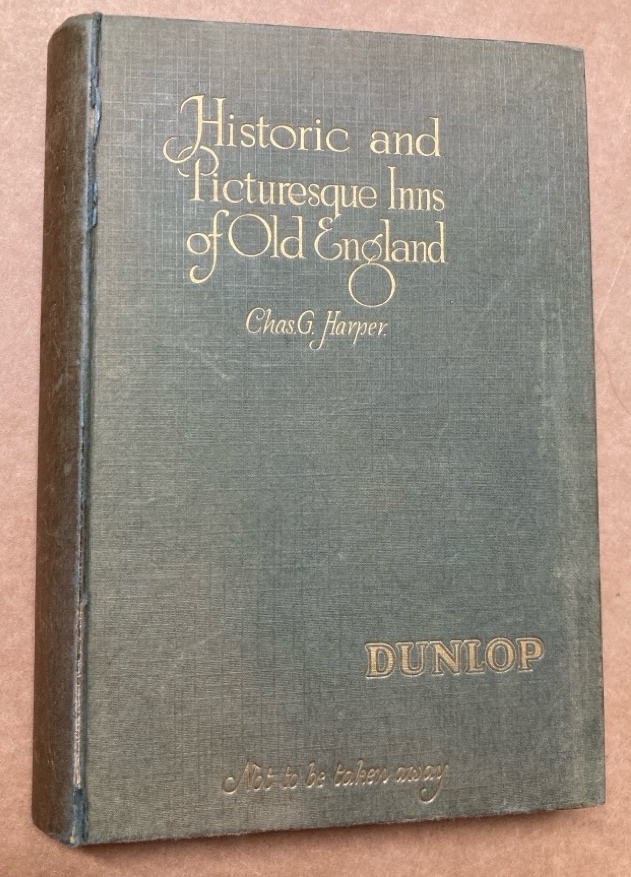 Historic and
Picturesque Inns
of Old England
Chas. G. Harper.
DUNLOP
Not to be taken away